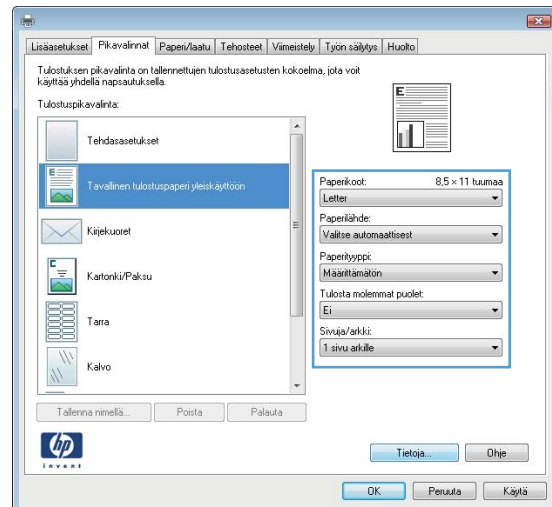 Lisäasetukset Pikavalinnat Paperi/laatu Tehosteet Viimeistely Työn säilytys Huolto
Tulostuksen pikavalinta on tallennettujen tulostusasetusten kokoelma, jota voit
käyttää yhdellä napsautuksella.
Tulostuspikavalinta:
Tehdasasetukset
Tavallinen tulostuspaperi yleiskäyttöön
Kirjekuoret
Kartonki/Paksu
Tarra
Kalvo
Tallenna nimellä... Poista Palauta
E
Paperikoot: 8,5 × 11 tuumaa
Letter
Paperilähde:
Valitse automaattisest
Paperityyppi:
Määrittämätön
Tulosta molemmat puolet:
Ei
Sivuja/arkki:
1 sivu arkille
hp
invent
Tietoja... Ohje
OK Peruuta Käytä